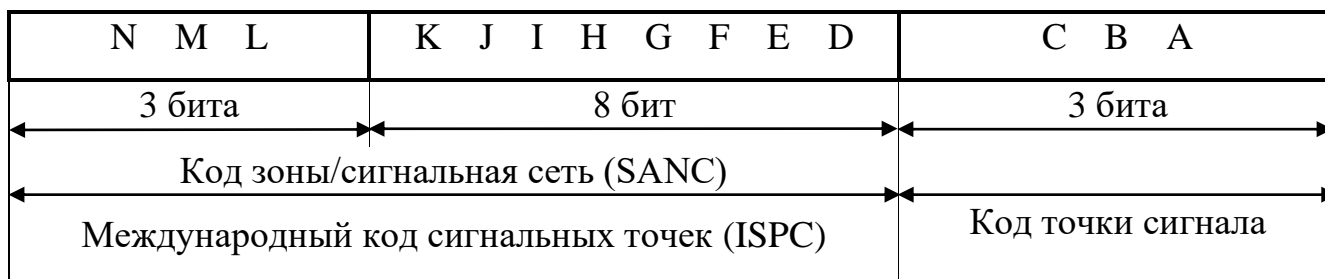 N M L K J I H G F E D C B A
3 бита 8 бит 3 бита
Код зоны/сигнальная сеть (SANC)
Международный код сигнальных точек (ISPC) Код точки сигнала